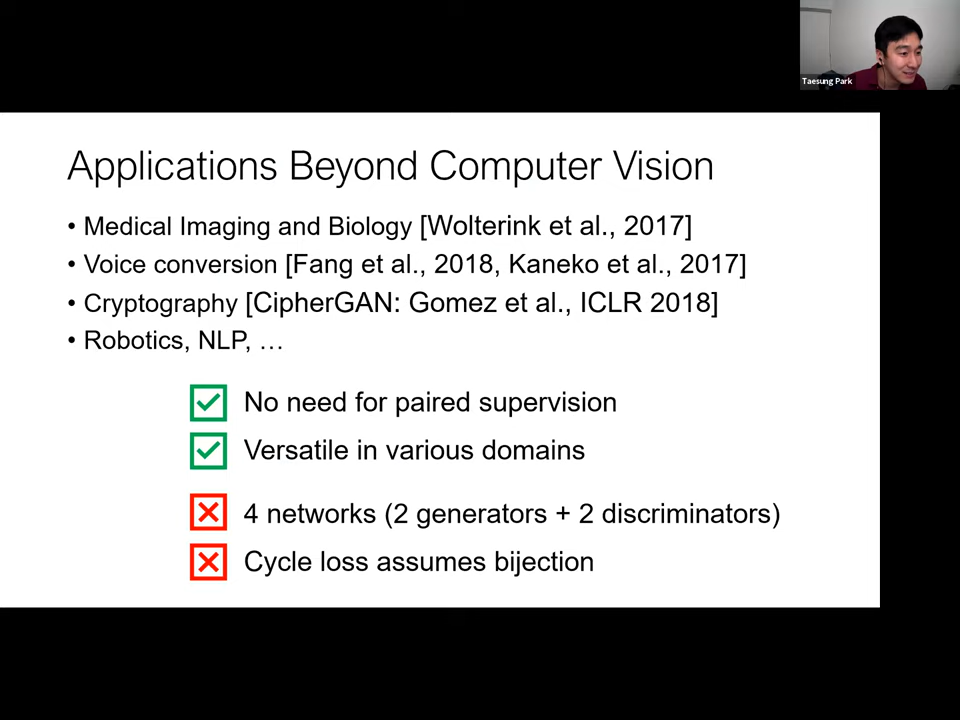 Taesung Park
Applications Beyond Computer Vision
• Medical Imaging and Biology [Wolterink et al., 2017]
• Voice conversion [Fang et al., 2018, Kaneko et al., 2017]
• Cryptography [CipherGAN: Gomez et al., ICLR 2018]
• Robotics, NLP, …
No need for paired supervision
Versatile in various domains
4 networks (2 generators + 2 discriminators)
Cycle loss assumes bijection